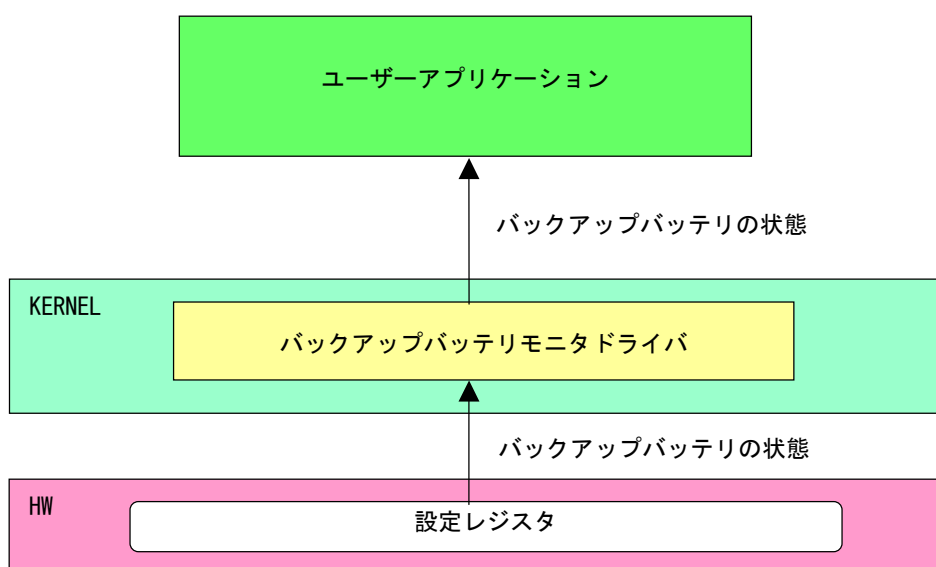 ユーザーアプリケーション
バックアップバッテリの状態
KERNEL
バックアップバッテリモニタドライバ
バックアップバッテリの状態
HW
設定レジスタ